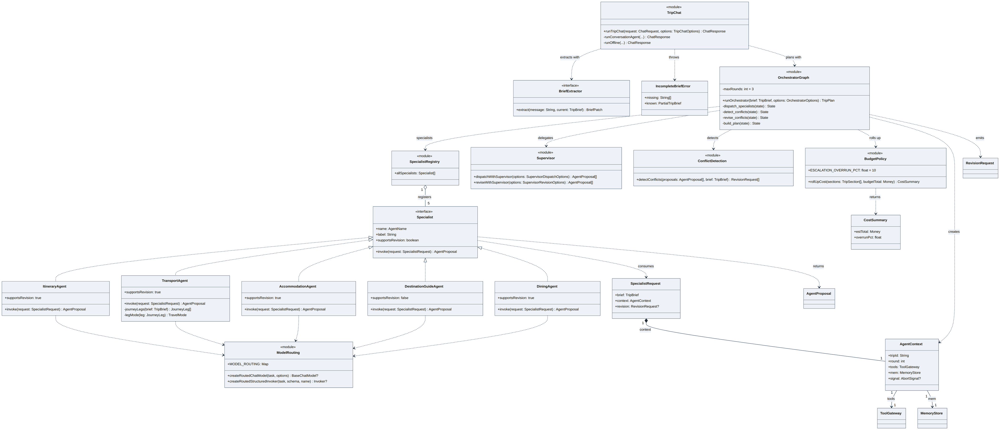 «module»
TripChat
+runTripChat(request: ChatRequest, options: TripChatOptions) : ChatResponse
-runConversationAgent(...) : ChatResponse
-runOffline(...) : ChatResponse
extracts with
throws
plans with
«interface»
BriefExtractor
+extract(message: String, current: TripBrief) : BriefPatch
IncompleteBriefError
+missing: String[]
+known: PartialTripBrief
«module»
OrchestratorGraph
-maxRounds: int = 3
+runOrchestrator(brief: TripBrief, options: OrchestratorOptions) : TripPlan
-dispatch_specialists(state) : State
-detect_conflicts(state) : State
-revise_conflicts(state) : State
-build_plan(state) : State
specialists
delegates
detects
rolls up
emits
«module»
SpecialistRegistry
+allSpecialists: Specialist[]
«module»
Supervisor
+dispatchWithSupervisor(options: SupervisorDispatchOptions) : AgentProposal[]
+reviseWithSupervisor(options: SupervisorRevisionOptions) : AgentProposal[]
«module»
ConflictDetection
+detectConflicts(proposals: AgentProposal[], brief: TripBrief) : RevisionRequest[]
«module»
BudgetPolicy
+ESCALATION_OVERRUN_PCT: float = 10
+rollUpCost(sections: TripSection[], budgetTotal: Money) : CostSummary
RevisionRequest
1
registers
5
returns
«interface»
Specialist
+name: AgentName
+label: String
+supportsRevision: boolean
+invoke(request: SpecialistRequest) : AgentProposal
CostSummary
+estTotal: Money
+overrunPct: float
creates
consumes
returns
ItineraryAgent
+supportsRevision: true
+invoke(request: SpecialistRequest) : AgentProposal
TransportAgent
+supportsRevision: true
+invoke(request: SpecialistRequest) : AgentProposal
-journeyLegs(brief: TripBrief) : JourneyLeg[]
-legMode(leg: JourneyLeg) : TravelMode
AccommodationAgent
+supportsRevision: true
+invoke(request: SpecialistRequest) : AgentProposal
DestinationGuideAgent
+supportsRevision: false
+invoke(request: SpecialistRequest) : AgentProposal
DiningAgent
+supportsRevision: true
+invoke(request: SpecialistRequest) : AgentProposal
SpecialistRequest
+brief: TripBrief
+context: AgentContext
+revision: RevisionRequest?
AgentProposal
1
context
1
«module»
ModelRouting
+MODEL_ROUTING: Map
+createRoutedChatModel(task, options) : BaseChatModel?
+createRoutedStructuredInvoker(task, schema, name) : Invoker?
AgentContext
+tripId: String
+round: int
+tools: ToolGateway
+mem: MemoryStore
+signal: AbortSignal?
1
tools
1
1
mem
1
ToolGateway
MemoryStore